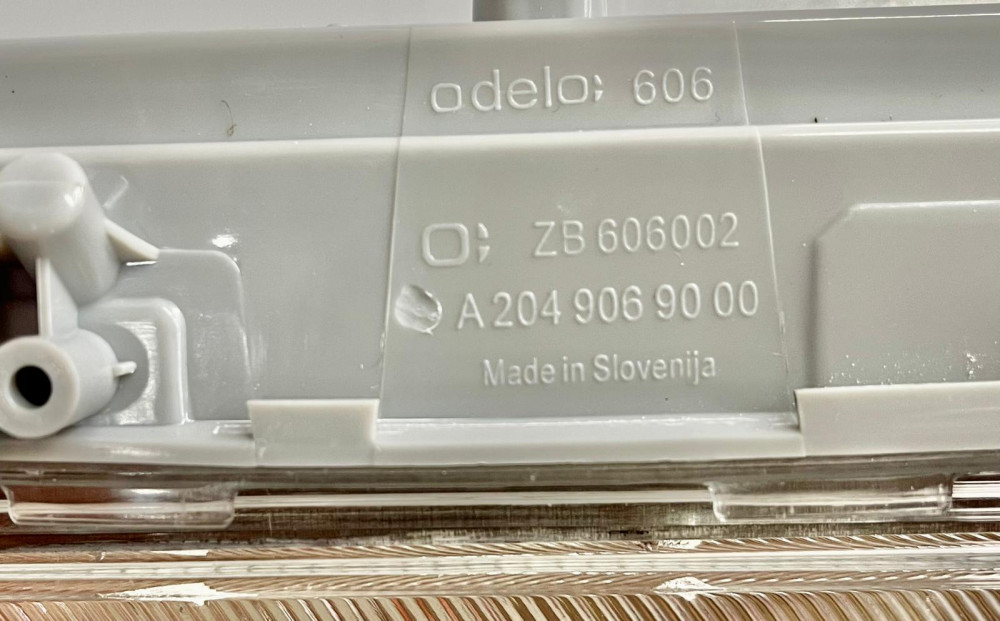 odelo; 606
o; ZB 606002
A 204 906 90 00
Made in Slovenija